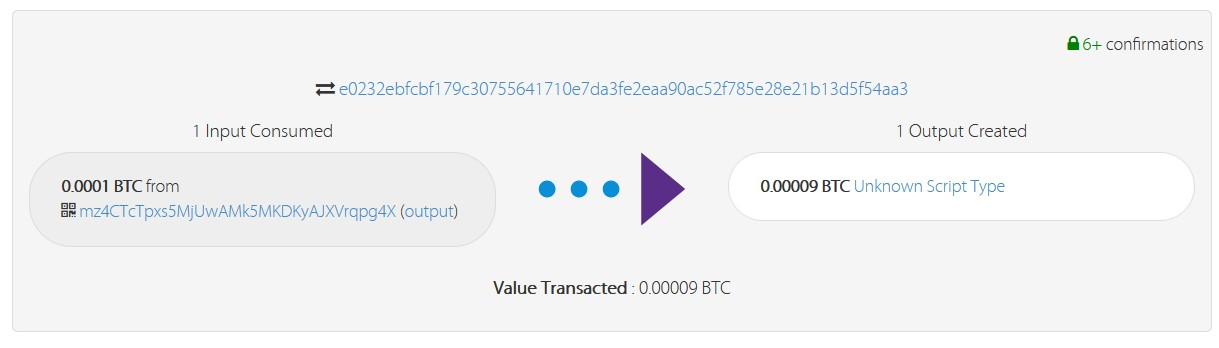 6+ confirmations
e0232ebfcbf179c30755641710e7da3fe2eaa90ac52f785e28e21b13d5f54aa3
1 Input Consumed
1 Output Created
0.0001 BTC from
mz4CTcTpxs5MjUwAMk5MKDKyAJXVrqpg4X (output)
0.00009 BTC Unknown Script Type
Value Transacted : 0.00009 BTC